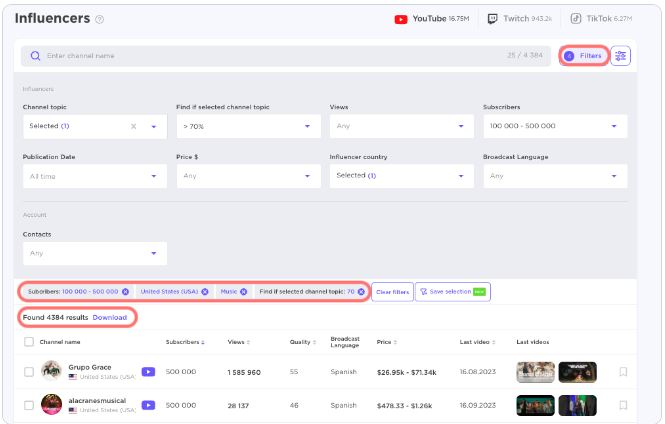 Influencers ?
YouTube 16.75M Twitch 943.2k TikTok 6.27M
Enter channel name 25 / 4 384 4 Filters
Influencers
Channel topic Find if selected channel topic Views Subscribers
Selected (1) X > 70% Any 100 000 - 500 000
Publication Date Price $ Influencer country Broadcast Language
All time Any Selected (1) Any
Account
Contacts
Any
Subcribers: 100 000 - 500 000 United States (USA) Music Find if selected channel topic: 70 Clear filters Save selection NEW
Found 4384 results Download
Channel name Subscribers Views Quality Broadcast Language Price Last video Last videos
Grupo Grace
United States (USA) 500 000 1 585 960 55 Spanish $26.95k - $71.34k 16.08.2023
alacranesmusical
United States (USA) 500 000 28 137 46 Spanish $478.33 - $1.26k 16.09.2023